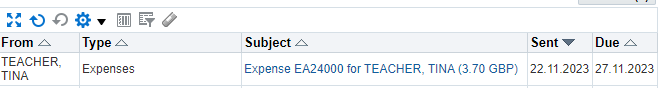 From Type Subject Sent Due
TEACHER, TINA Expenses Expense EA24000 for TEACHER, TINA (3.70 GBP) 22.11.2023 27.11.2023